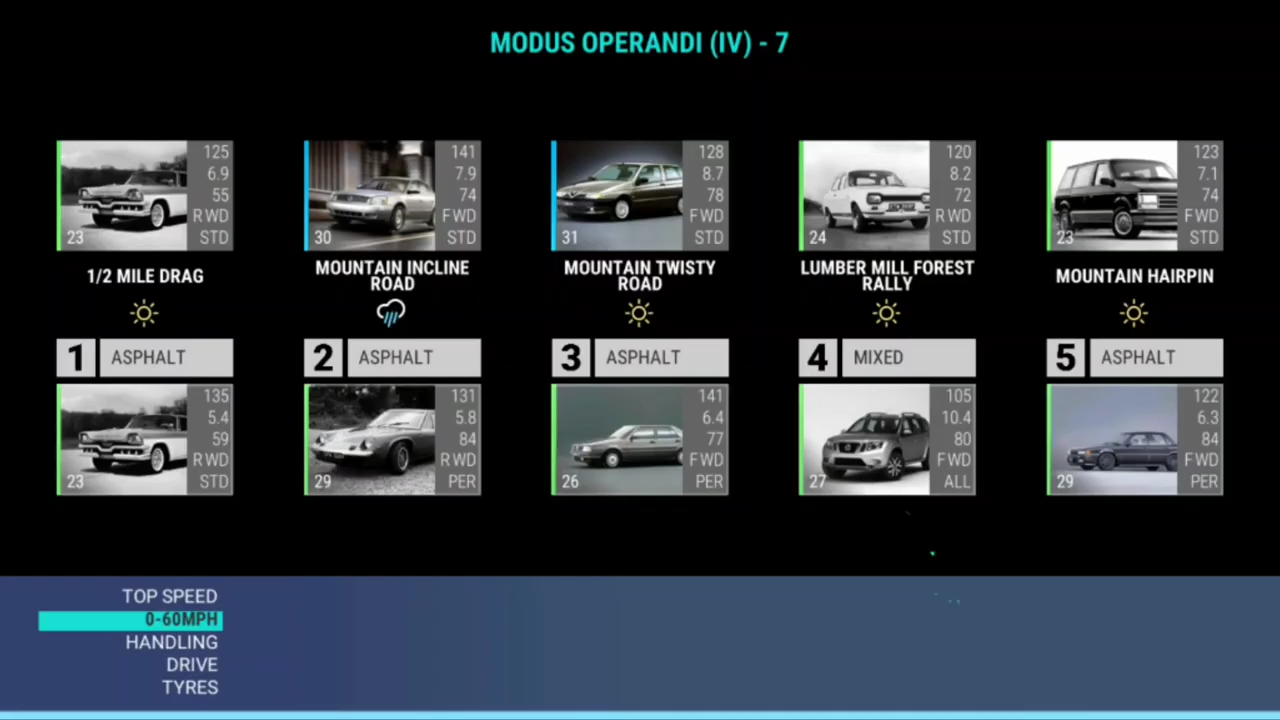 MODUS OPERANDI (IV) - 7
125
6.9
55
RWD
23 STD
141
7.9
74
FWD
30 STD
128
8.7
78
FWD
31 STD
120
8.2
72
RWD
24 STD
123
7.1
74
FWD
23 STD
1/2 MILE DRAG
MOUNTAIN INCLINE
ROAD
MOUNTAIN TWISTY
ROAD
LUMBER MILL FOREST
RALLY
MOUNTAIN HAIRPIN
1 ASPHALT
2 ASPHALT
3 ASPHALT
4 MIXED
5 ASPHALT
135
5.4
59
RWD
23 STD
131
5.8
84
RWD
29 PER
141
6.4
77
FWD
26 PER
105
10.4
80
FWD
27 ALL
122
6.3
84
FWD
29 PER
TOP SPEED
0-60MPH
HANDLING
DRIVE
TYRES